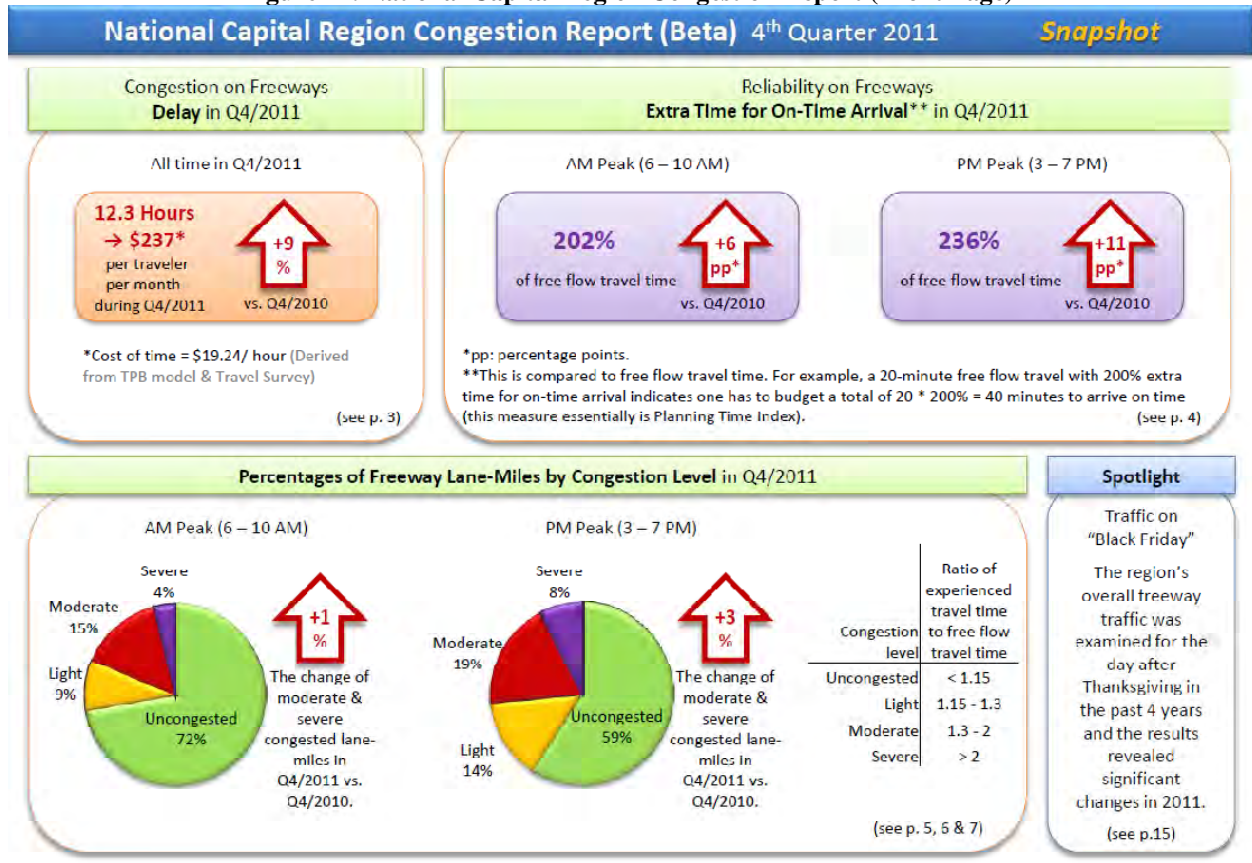 National Capital Region Congestion Report (Beta) 4th Quarter 2011 Snapshot
Congestion on Freeways
Delay in Q4/2011
All time in Q4/2011
12.3 Hours
→ $237*
per traveler
per month
during Q4/2011
+9
%
vs. Q4/2010
*Cost of time = $19.24/ hour (Derived
from TPB model & Travel Survey)
(see p. 3)
Reliability on Freeways
Extra Time for On-Time Arrival** in Q4/2011
AM Peak (6 – 10 AM)
202%
of free flow travel time
+6
pp*
vs. Q4/2010
PM Peak (3 – 7 PM)
236%
of free flow travel time
+11
pp*
vs. Q4/2010
*pp: percentage points.
**This is compared to free flow travel time. For example, a 20-minute free flow travel with 200% extra
time for on-time arrival indicates one has to budget a total of 20 * 200% = 40 minutes to arrive on time
(this measure essentially is Planning Time Index).
(see p. 4)
Percentages of Freeway Lane-Miles by Congestion Level in Q4/2011
AM Peak (6 – 10 AM)
Severe
4%
Moderate
15%
Light
9%
Uncongested
72%
+1
%
The change of
moderate &
severe
congested lane-
miles in
Q4/2011 vs.
Q4/2010.
PM Peak (3 – 7 PM)
Severe
8%
Moderate
19%
Light
14%
Uncongested
59%
+3
%
The change of
moderate &
severe
congested lane-
miles in
Q4/2011 vs.
Q4/2010.
Congestion
level
Ratio of
experienced
travel time
to free flow
travel time
Uncongested < 1.15
Light 1.15 - 1.3
Moderate 1.3 - 2
Severe > 2
(see p. 5, 6 & 7)
Spotlight
Traffic on
"Black Friday"
The region's
overall freeway
traffic was
examined for the
day after
Thanksgiving in
the past 4 years
and the results
revealed
significant
changes in 2011.
(see p.15)